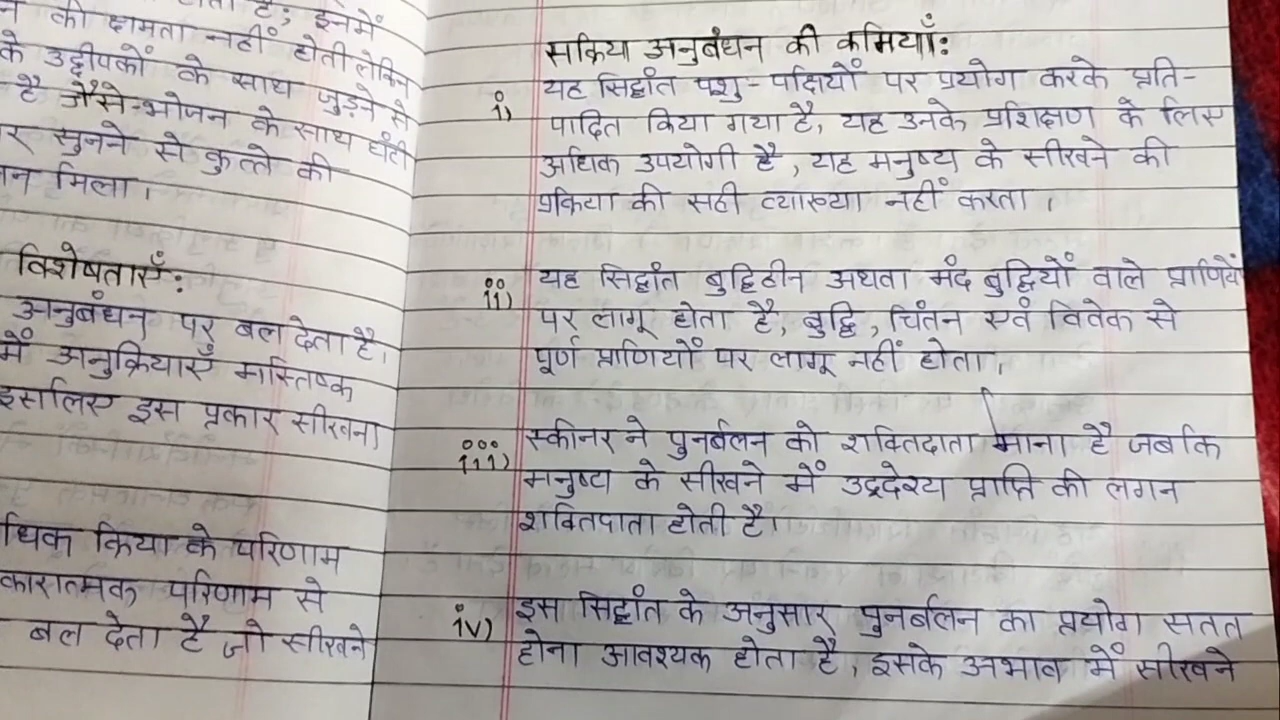 की क्षमता नहीं होती लेकिन
के उद्दीपकों के साथ जुड़ने से
है जैसे-भोजन के साथ घंटी
सुनने से कुत्ते की
मिला।
विशेषताएँ:
अनुबंधन पर बल देता है।
में अनुक्रियाएँ मास्तिष्क
इसलिए इस प्रकार सीखना
क्रिया के परिणाम
परिणाम से
बल देता है जो सीखने
सक्रिया अनुबंधन की कमियाँ:
i) यह सिद्धांत पशु-पक्षियों पर प्रयोग करके प्रति-
पादित किया गया है, यह उनके प्रशिक्षण के लिए
अधिक उपयोगी है, यह मनुष्य के सीखने की
प्रक्रिया की सही व्याख्या नहीं करता।
ii) यह सिद्धांत बुद्धिहीन अथवा मंद बुद्धियों वाले प्राणियों
पर लागू होता है, बुद्धि, चिंतन एवं विवेक से
पूर्ण प्राणियों पर लागू नहीं होता।
iii) स्कीनर ने पुनर्बलन को शक्तिदाता माना है जबकि
मनुष्य के सीखने में उद्रदेश्य प्राप्ति की लगन
शक्तिदाता होती है।
iv) इस सिद्धांत के अनुसार पुनर्बलन का प्रयोग सतत
होना आवश्यक होता है, इसके अभाव में सीखने